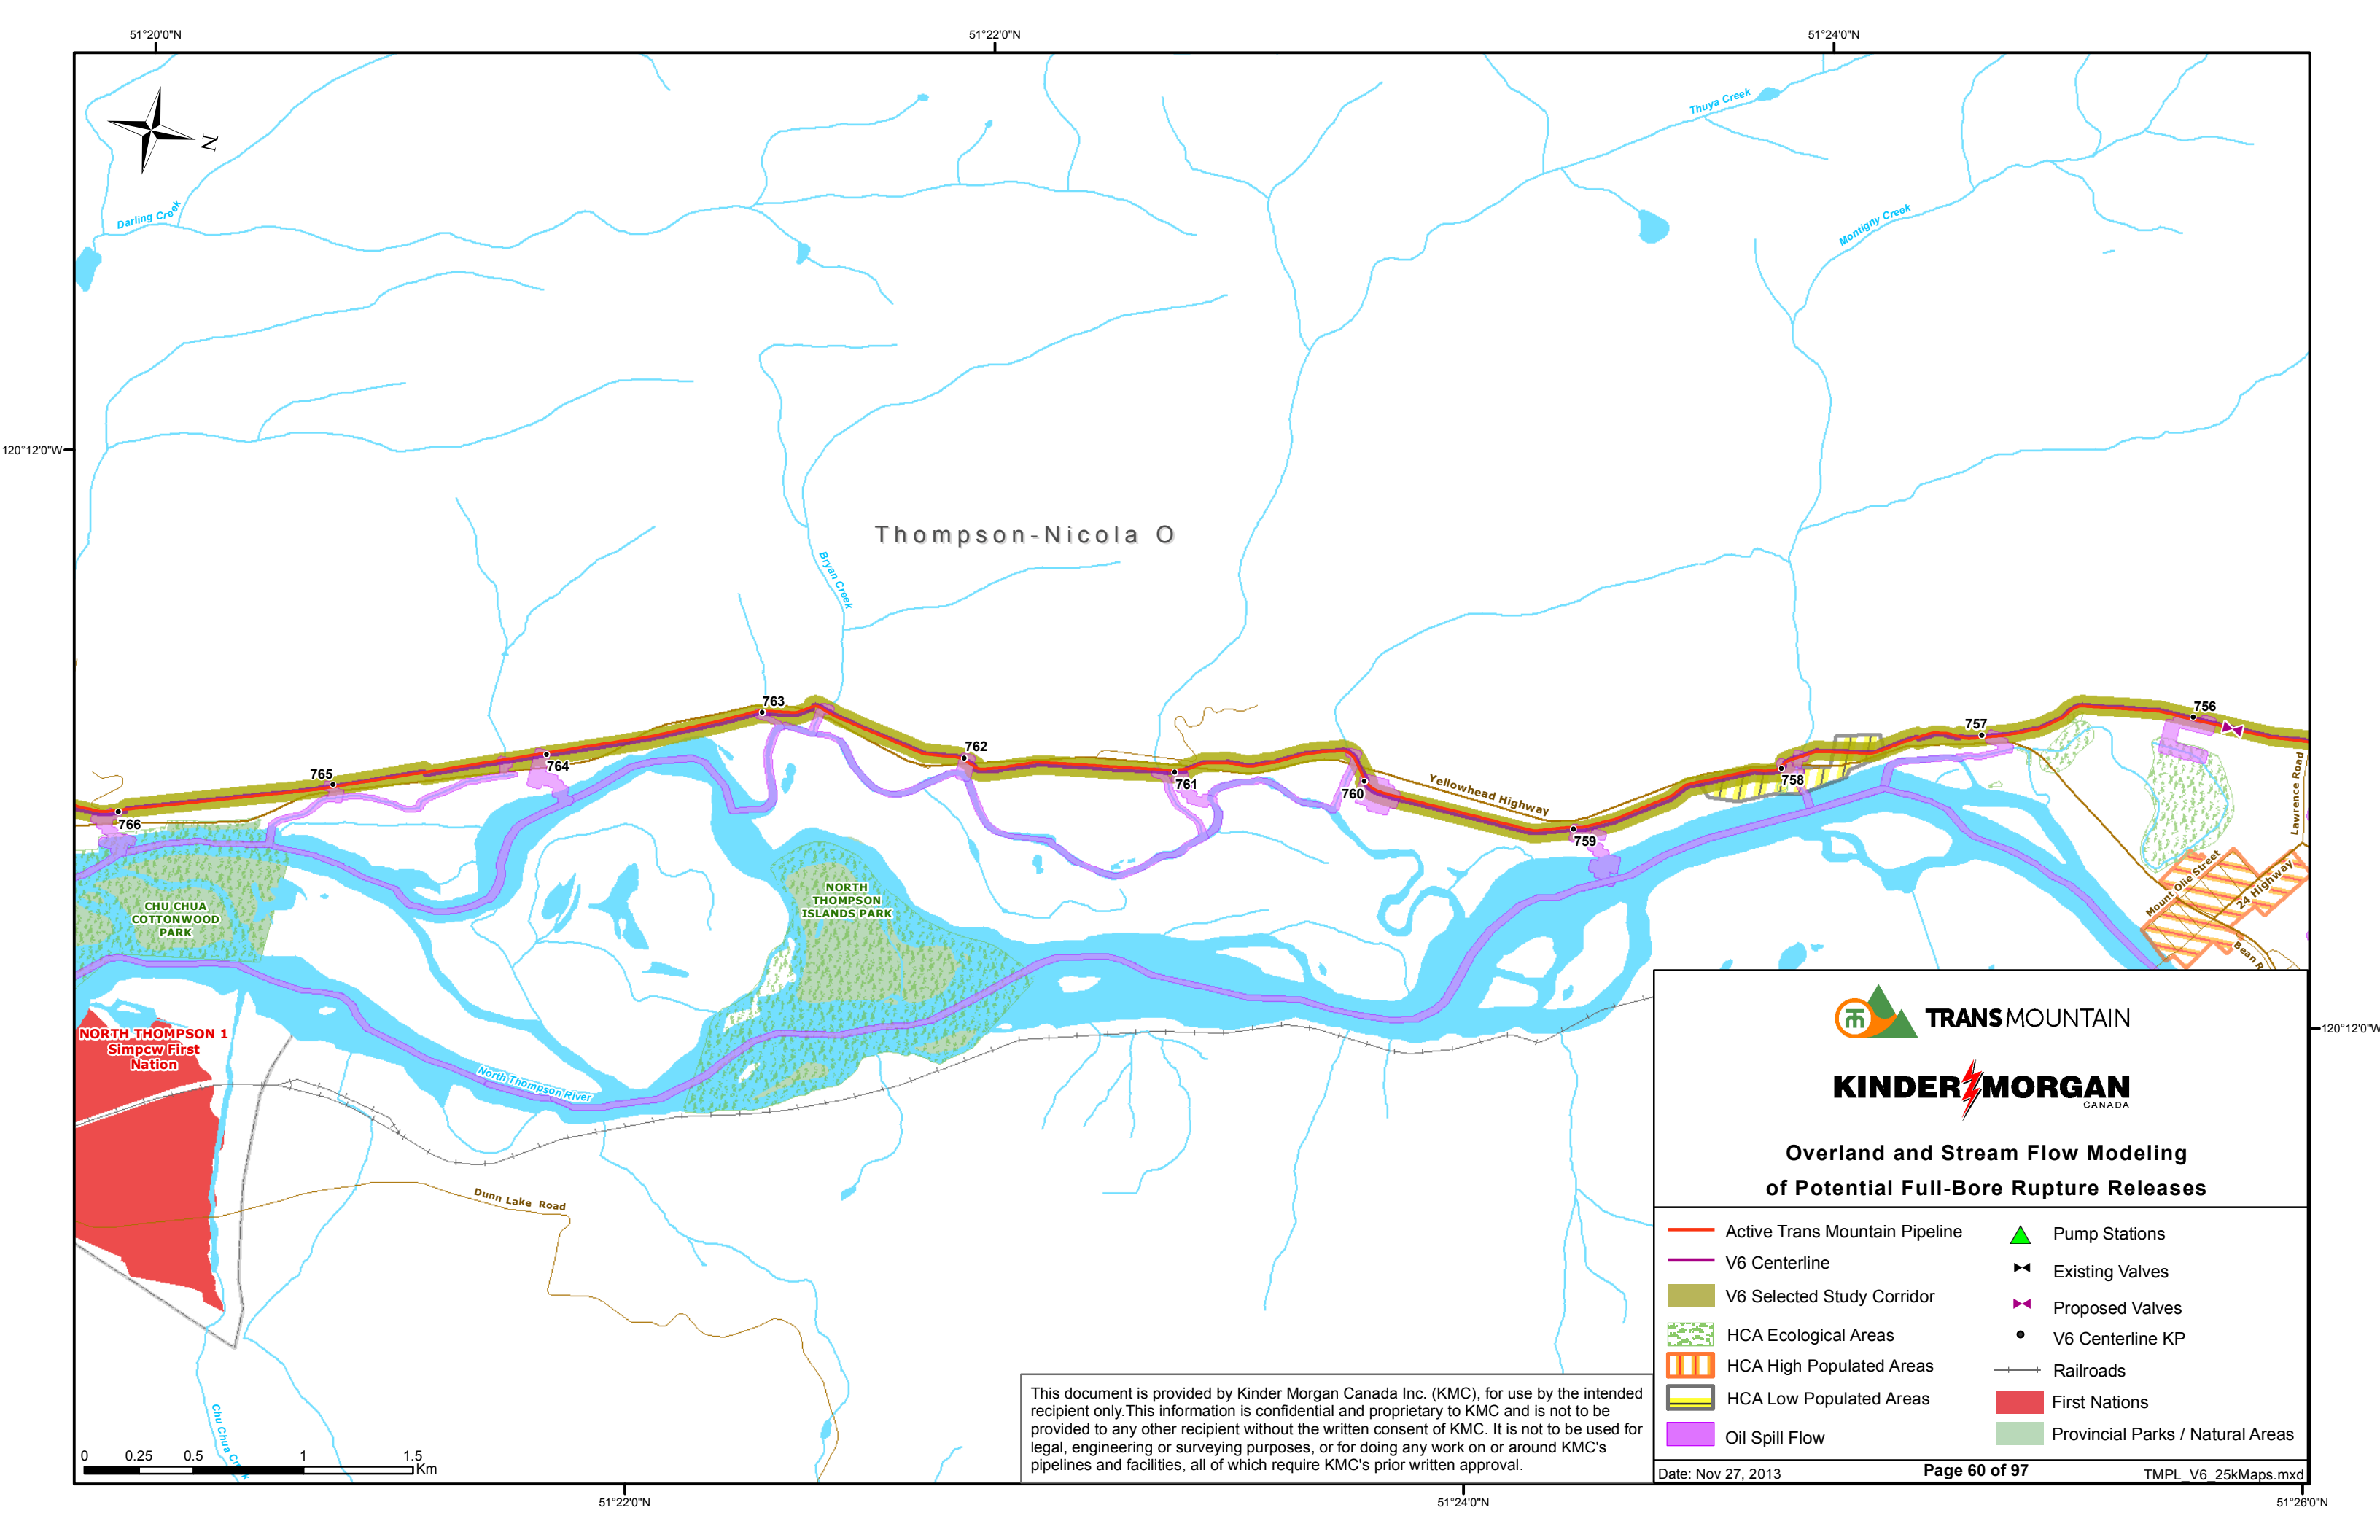 51°20'0"N
51°22'0"N
51°24'0"N
N
Thuya Creek
Darling Creek
Montigny Creek
120°12'0"W
Thompson-Nicola O
Bryan Creek
763
762
761
760
Yellowhead Highway
759
758
757
756
764
765
766
Lawrence Road
Mount Olie Street
24 Highway
Bean R
NORTH
THOMPSON
ISLANDS PARK
CHU CHUA
COTTONWOOD
PARK
NORTH THOMPSON 1
Simpcw First
Nation
North Thompson River
Dunn Lake Road
Chu Chua Creek
120°12'0"W
TRANSMOUNTAIN
KINDER MORGAN
CANADA
Overland and Stream Flow Modeling
of Potential Full-Bore Rupture Releases
Active Trans Mountain Pipeline
V6 Centerline
V6 Selected Study Corridor
HCA Ecological Areas
HCA High Populated Areas
HCA Low Populated Areas
Oil Spill Flow
Pump Stations
Existing Valves
Proposed Valves
V6 Centerline KP
Railroads
First Nations
Provincial Parks / Natural Areas
Date: Nov 27, 2013
Page 60 of 97
TMPL_V6_25kMaps.mxd
This document is provided by Kinder Morgan Canada Inc. (KMC), for use by the intended
recipient only.This information is confidential and proprietary to KMC and is not to be
provided to any other recipient without the written consent of KMC. It is not to be used for
legal, engineering or surveying purposes, or for doing any work on or around KMC's
pipelines and facilities, all of which require KMC's prior written approval.
0 0.25 0.5 1 1.5
Km
51°22'0"N
51°24'0"N
51°26'0"N